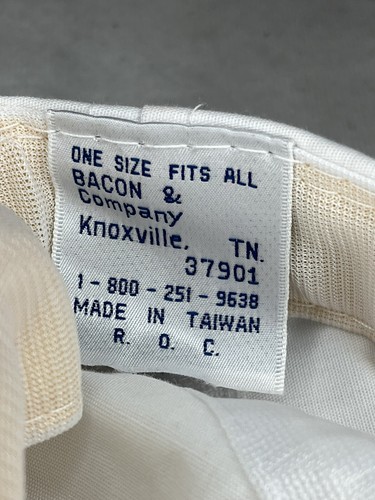 ONE SIZE FITS ALL
BACON &
Company
Knoxville, TN.
37901
1-800-251-9638
MADE IN TAIWAN
R. O. C.